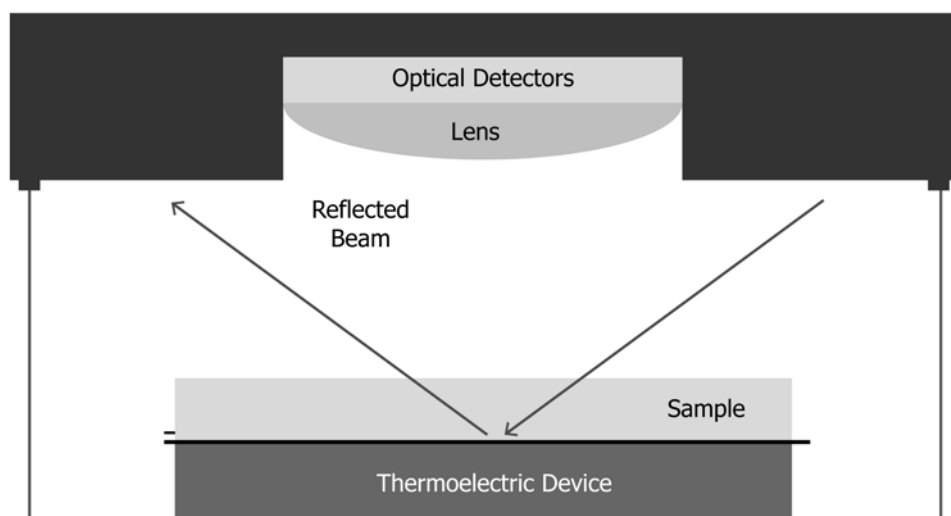 Optical Detectors
Lens
Reflected
Beam
Sample
Thermoelectric Device